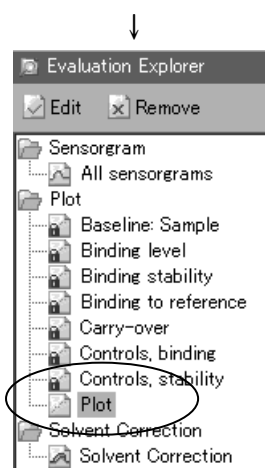 Evaluation Explorer
Edit Remove
Sensorgram
All sensorgrams
Plot
Baseline: Sample
Binding level
Binding stability
Binding to reference
Carry-over
Controls, binding
Controls, stability
Plot
Solvent Correction
Solvent Correction